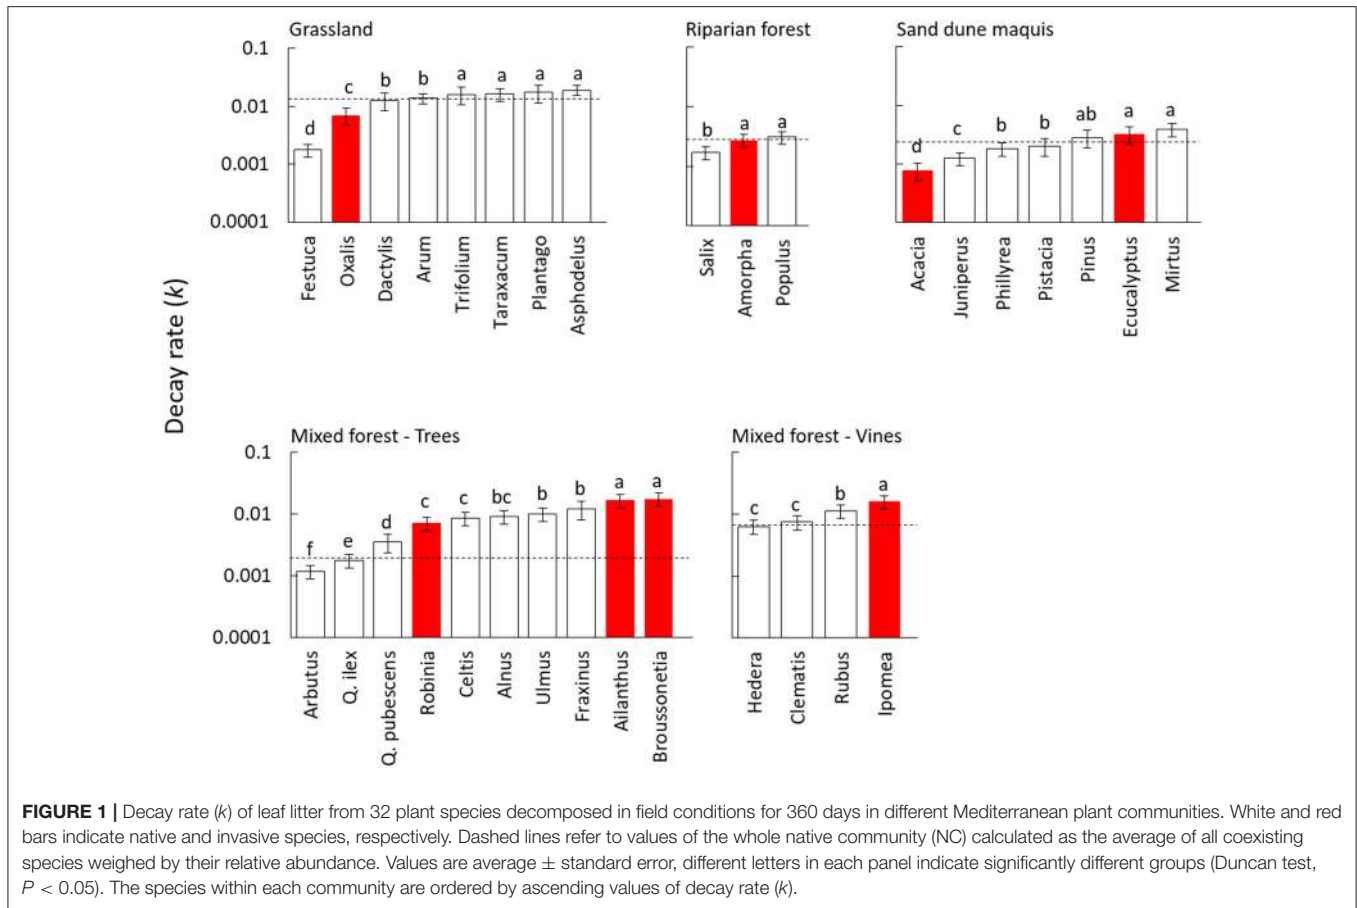 Grassland
Riparian forest
Sand dune maquis
0.1
0.01
0.001
0.0001
d c b b a a a a
b a a
d c b b ab a a
Festuca
Oxalis
Dactylis
Arum
Trifolium
Taraxacum
Plantago
Asphodelus
Salix
Amorpha
Populus
Acacia
Juniperus
Phillyrea
Pistacia
Pinus
Ecucalyptus
Mirtus
Decay rate (k)
Mixed forest - Trees
Mixed forest - Vines
0.1
0.01
0.001
0.0001
f e d c c bc b b a a
c c b a
Arbutus
Q. ilex
Q. pubescens
Robinia
Celtis
Alnus
Ulmus
Fraxinus
Ailanthus
Broussonetia
Hedera
Clematis
Rubus
Ipomea
FIGURE 1 | Decay rate (k) of leaf litter from 32 plant species decomposed in field conditions for 360 days in different Mediterranean plant communities. White and red
bars indicate native and invasive species, respectively. Dashed lines refer to values of the whole native community (NC) calculated as the average of all coexisting
species weighed by their relative abundance. Values are average ± standard error, different letters in each panel indicate significantly different groups (Duncan test,
P < 0.05). The species within each community are ordered by ascending values of decay rate (k).